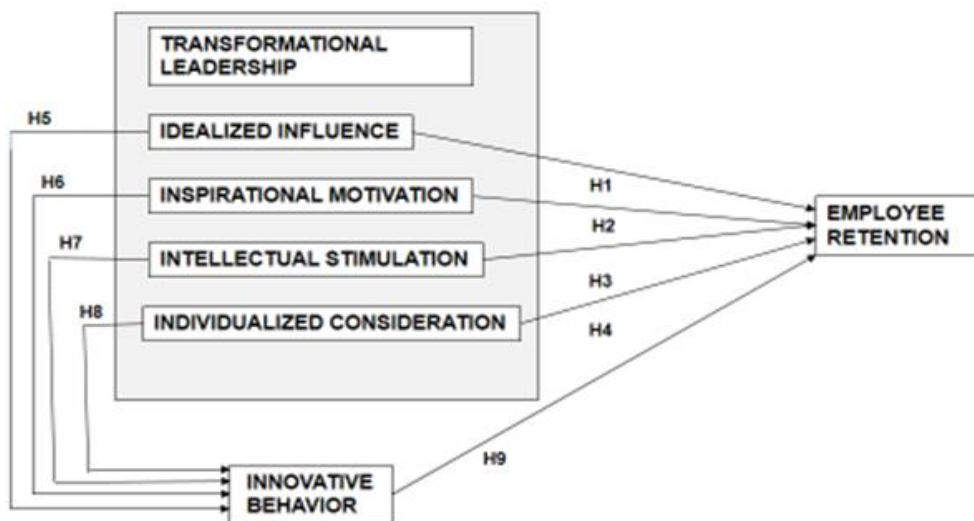 TRANSFORMATIONAL
LEADERSHIP
H5
IDEALIZED INFLUENCE
H6
INSPIRATIONAL MOTIVATION
H1
EMPLOYEE
RETENTION
H2
H7
INTELLECTUAL STIMULATION
H3
H8
INDIVIDUALIZED CONSIDERATION
H4
H9
INNOVATIVE
BEHAVIOR